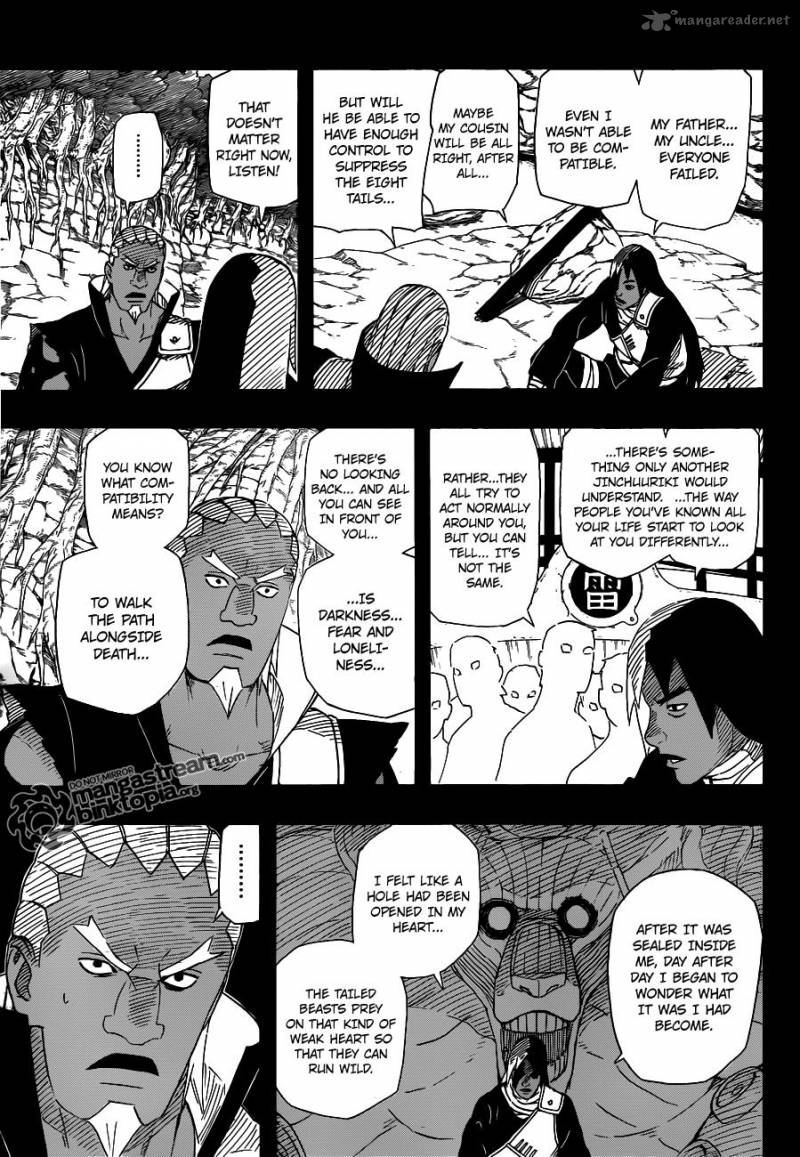 mangareader.net
MY FATHER...
MY UNCLE...
EVERYONE
FAILED.
EVEN I
WASN'T ABLE
TO BE COM-
PATIBLE.
MAYBE
MY COUSIN
WILL BE ALL
RIGHT, AFTER
ALL...
BUT WILL
HE BE ABLE TO
HAVE ENOUGH
CONTROL TO
SUPPRESS
THE EIGHT
TAILS...
THAT
DOESN'T
MATTER
RIGHT NOW,
LISTEN!
........
...THERE'S SOME-
THING ONLY ANOTHER
JINCHUURIKI WOULD
UNDERSTAND. ...THE WAY
PEOPLE YOU'VE KNOWN ALL
YOUR LIFE START TO LOOK
AT YOU DIFFERENTLY...
RATHER...THEY
ALL TRY TO
ACT NORMALLY
AROUND YOU,
BUT YOU CAN
TELL... IT'S
NOT THE
SAME.
雷
THERE'S
NO LOOKING
BACK... AND ALL
YOU CAN SEE
IN FRONT OF
YOU...
...IS
DARKNESS...
FEAR AND
LONELI-
NESS...
YOU KNOW
WHAT COM-
PATIBILITY
MEANS?
TO WALK
THE PATH
ALONGSIDE
DEATH...
DO NOT MIRROR
mangastream.com
binktopia.org
AFTER IT WAS
SEALED INSIDE
ME, DAY AFTER
DAY I BEGAN TO
WONDER WHAT
IT WAS I HAD
BECOME.
I FELT LIKE A
HOLE HAD BEEN
OPENED IN MY
HEART...
THE TAILED
BEASTS PREY
ON THAT KIND OF
WEAK HEART SO
THAT THEY CAN
RUN WILD.
........